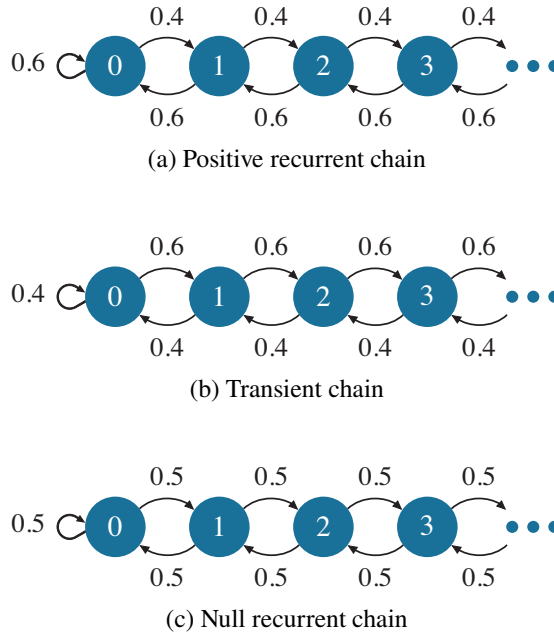 0.4 0.4 0.4 0.4
0.6 0 1 2 3
0.6 0.6 0.6 0.6
(a) Positive recurrent chain
0.6 0.6 0.6 0.6
0.4 0 1 2 3
0.4 0.4 0.4 0.4
(b) Transient chain
0.5 0.5 0.5 0.5
0.5 0 1 2 3
0.5 0.5 0.5 0.5
(c) Null recurrent chain